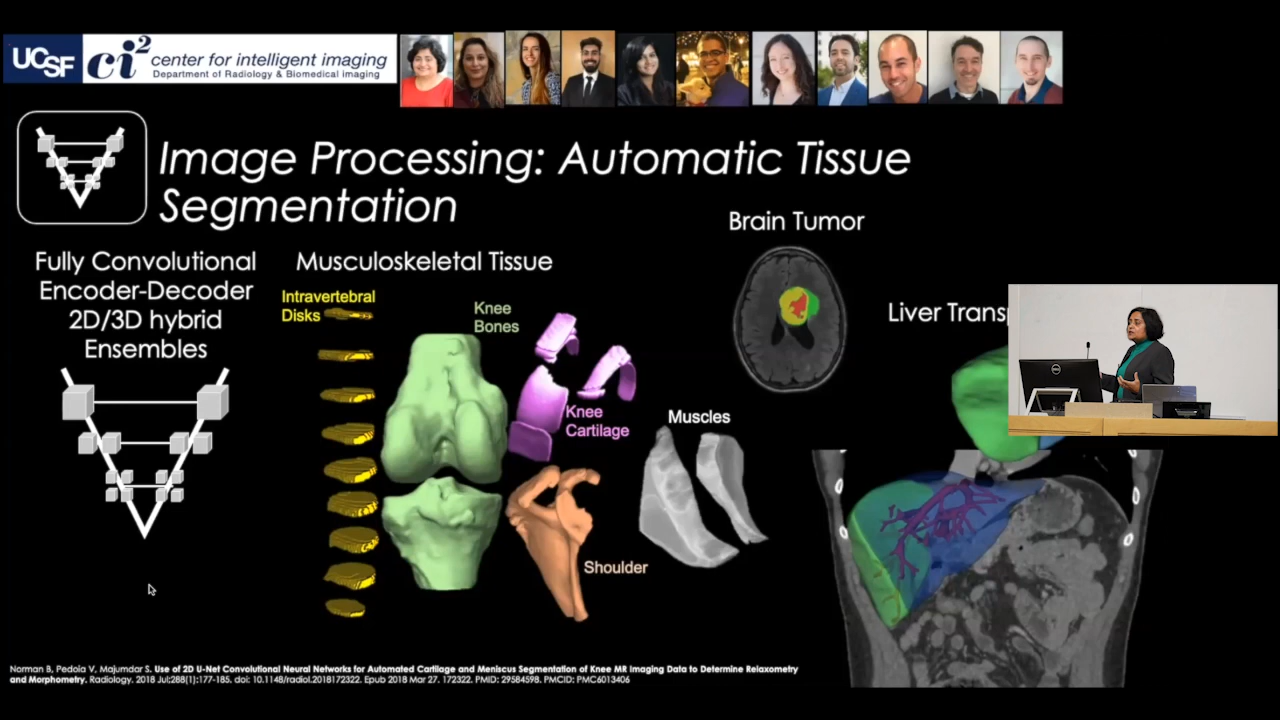 UCSF
ci2 center for intelligent imaging
Department of Radiology & Biomedical imaging
Image Processing: Automatic Tissue
Segmentation
Fully Convolutional
Encoder-Decoder
2D/3D hybrid
Ensembles
Musculoskeletal Tissue
Intravertebral
Disks
Knee
Bones
Knee
Cartilage
Shoulder
Muscles
Brain Tumor
Liver
Norman B, Pedoia V, Majumdar S. Use of 2D U-Net Convolutional Neural Networks for Automated Cartilage and Meniscus Segmentation of Knee MR Imaging Data to Determine Relaxometry
and Morphometry. Radiology. 2018 Jul;288(1):177-185. doi: 10.1148/radiol.2018172322. Epub 2018 Mar 27. 172322. PMID: 29584598. PMCID: PMC6013406